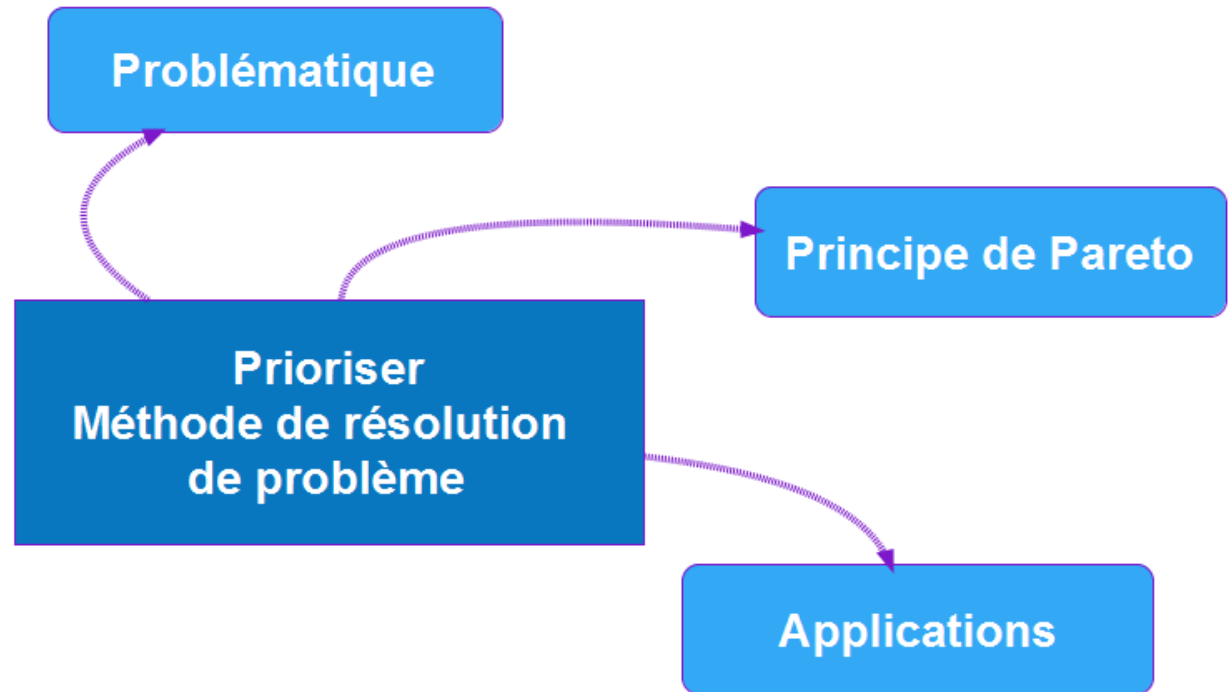 Problématique
Principe de Pareto
Prioriser
Méthode de résolution
de problème
Applications